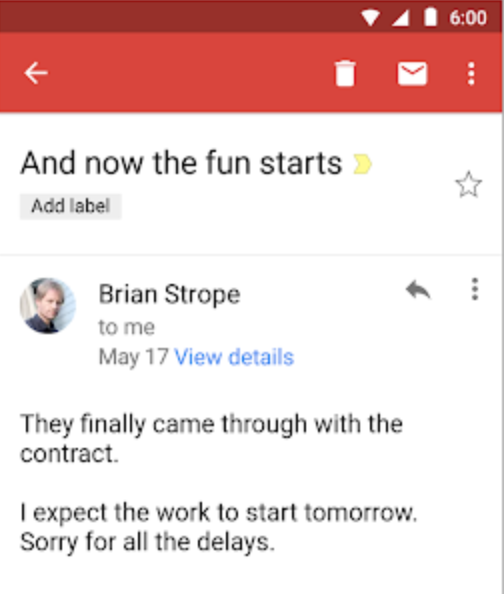 6:00
And now the fun starts
Add label
Brian Strope
to me
May 17 View details
They finally came through with the
contract.
I expect the work to start tomorrow.
Sorry for all the delays.